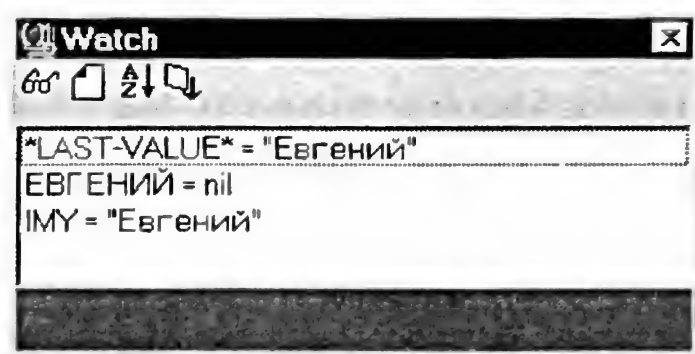 Watch
*LAST-VALUE* = "Евгений"
ЕВГЕНИЙ = nil
IMY = "Евгений"